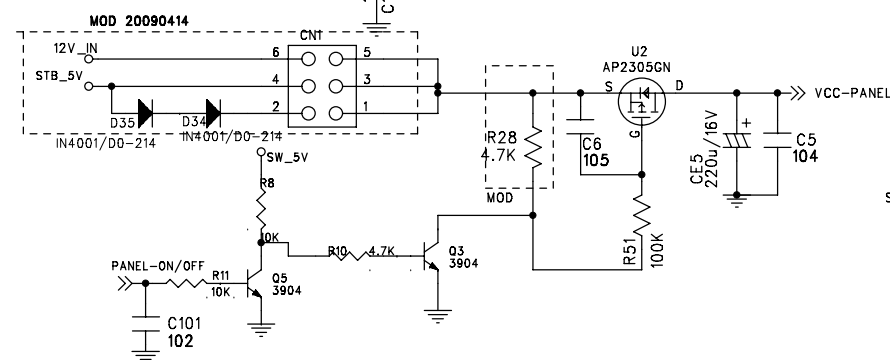 MOD 20090414
CN1
12V_IN
6
5
STB_5V
4
3
2
1
D35
D34
IN4001/D0-214
IN4001/D0-214
U2
AP2305GN
S
D
G
VCC-PANEL
R28
4.7K
MOD
C6
105
CE5
220u/16V
+
C5
104
SW_5V
R8
10K
R10
4.7K
Q3
3904
R51
100K
PANEL-ON/OFF
R11
10K
Q5
3904
C101
102